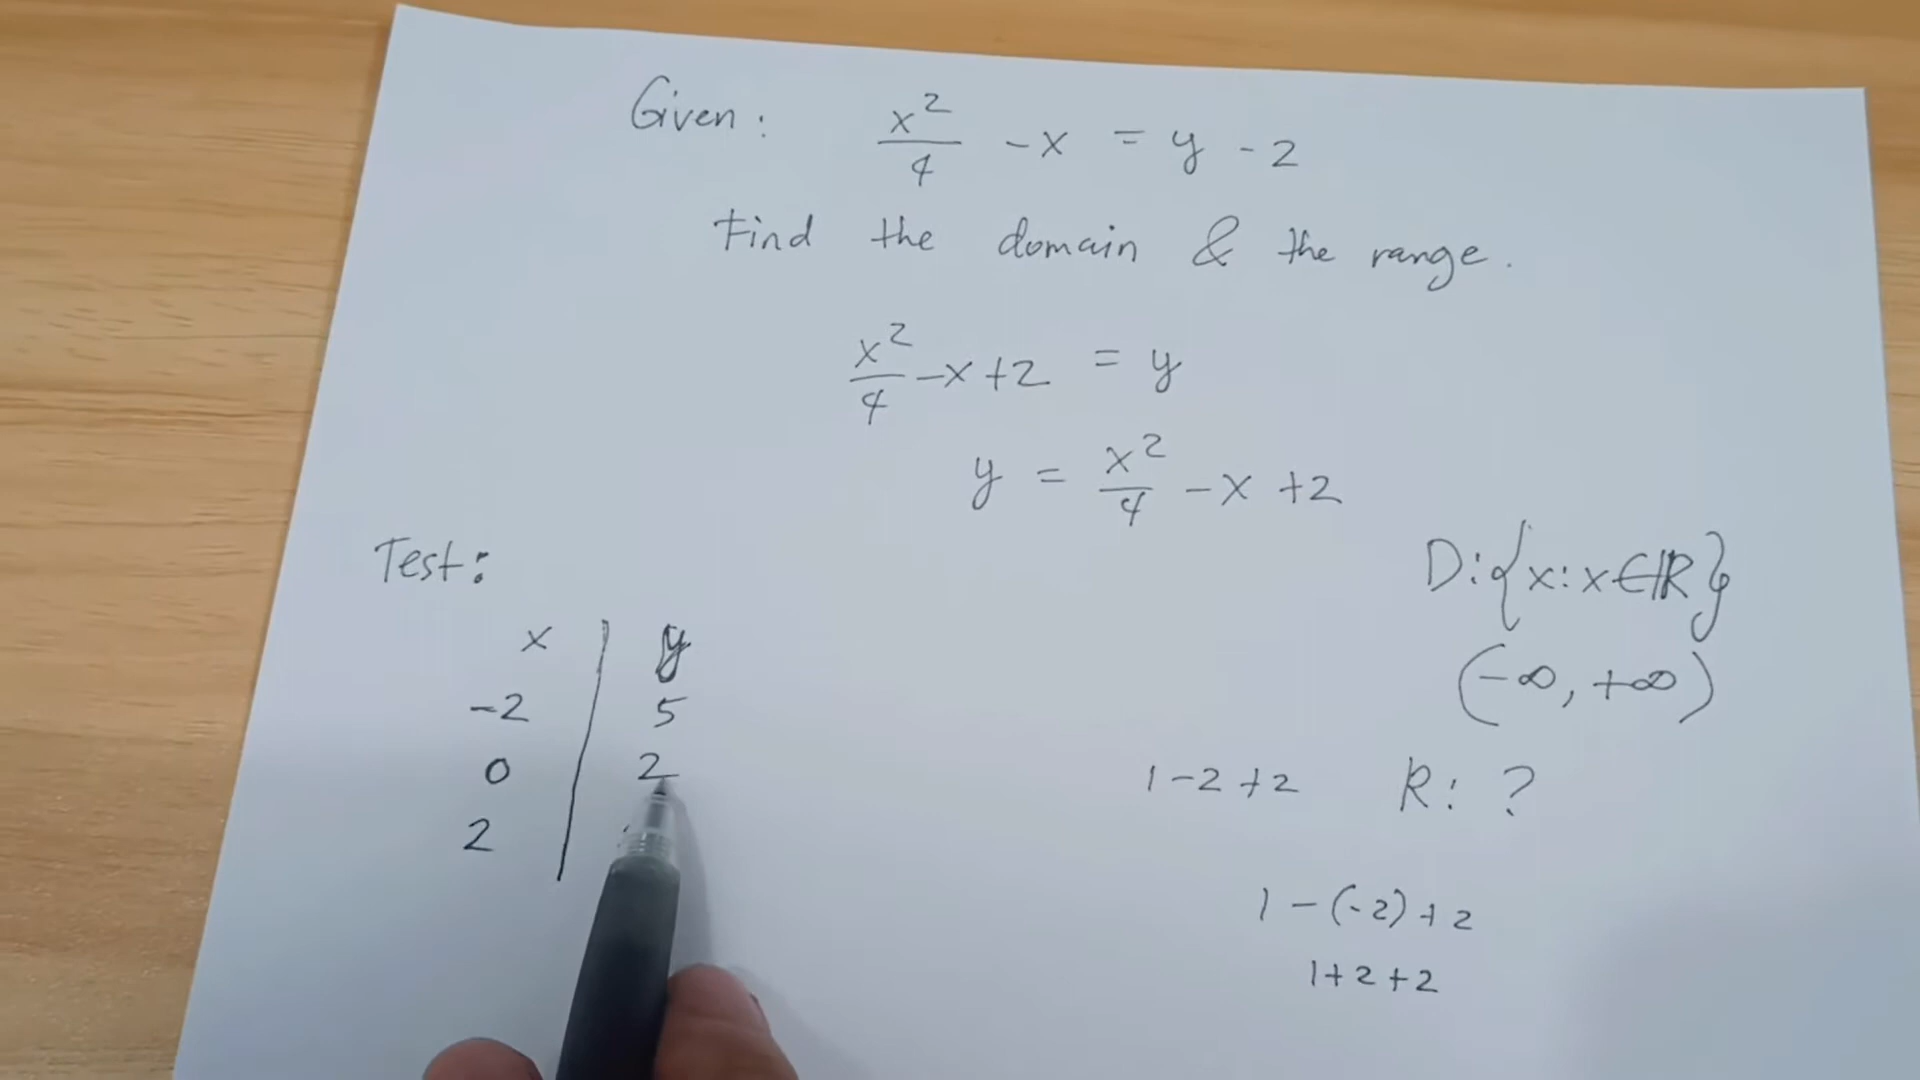 Given: x²/4 - x = y - 2
Find the domain & the range.
x²/4 - x + 2 = y
y = x²/4 - x + 2
Test:
D: {x: x ∈ ℝ}
(-∞, +∞)
x | y
-2 | 5
0 | 2
2 |
1 - 2 + 2
R: ?
1 - (-2) + 2
1 + 2 + 2